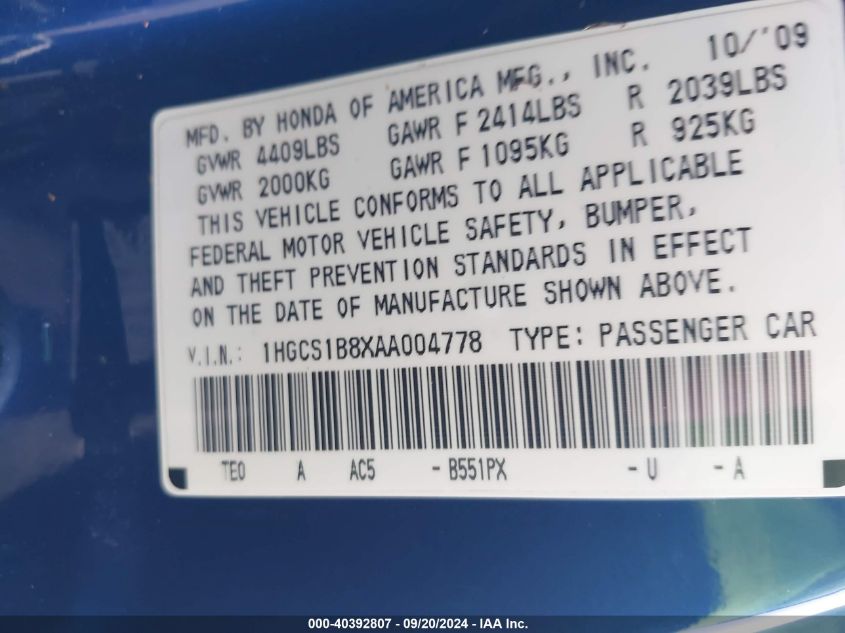 MFD. BY HONDA OF AMERICA MFG., INC. 10/'09
GVWR 4409LBS GAWR F 2414LBS R 2039LBS
GVWR 2000KG GAWR F 1095KG R 925KG
THIS VEHICLE CONFORMS TO ALL APPLICABLE
FEDERAL MOTOR VEHICLE SAFETY, BUMPER,
AND THEFT PREVENTION STANDARDS IN EFFECT
ON THE DATE OF MANUFACTURE SHOWN ABOVE.
V.I.N.: 1HGCS1B8XAA004778 TYPE: PASSENGER CAR
TE0 A AC5 - B551PX - U - A
000-40392807 - 09/20/2024 - IAA Inc.